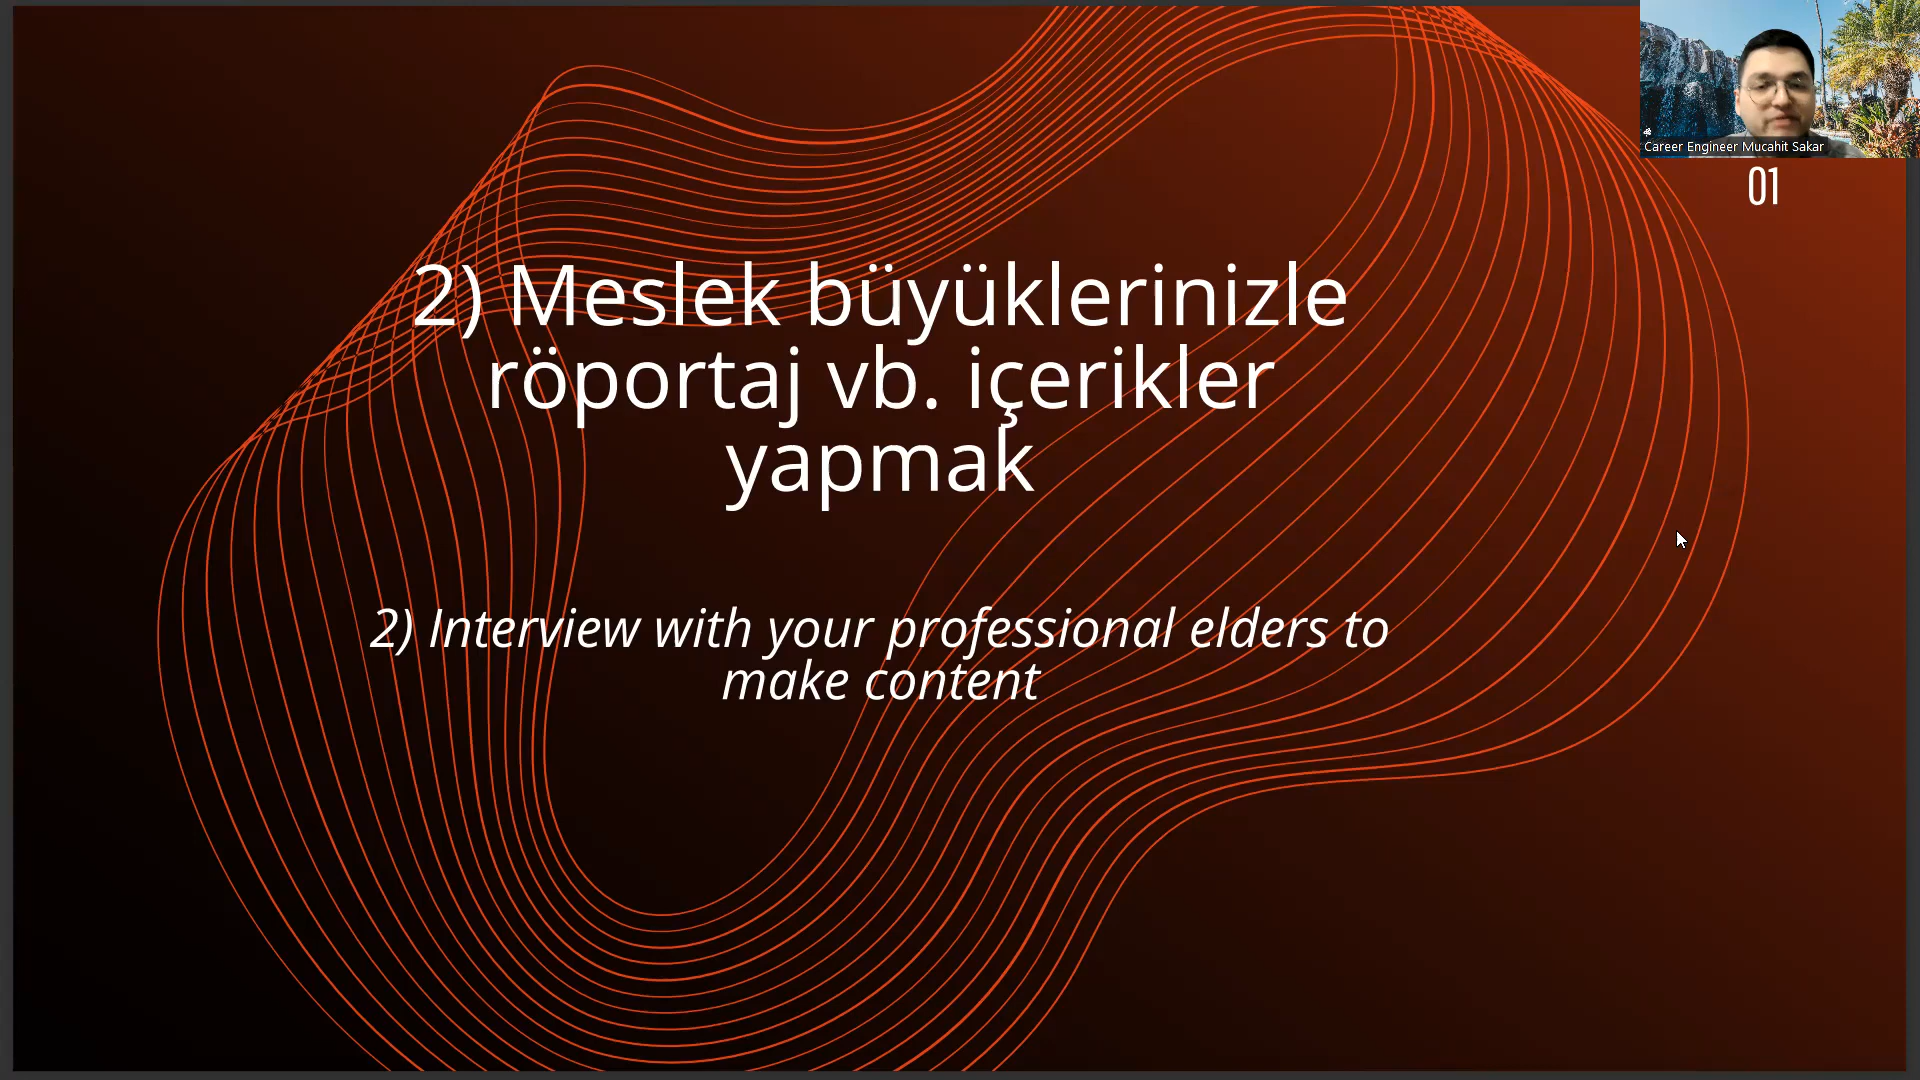 Career Engineer Mucahit Sakar
01
2) Meslek büyüklerinizle
röportaj vb. içerikler
yapmak
2) Interview with your professional elders to
make content